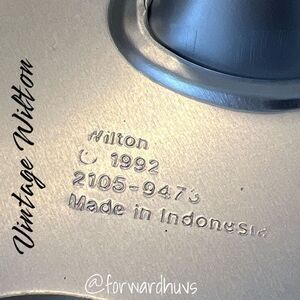 Vintage Wilton
Wilton
© 1992
2105-9473
Made in Indonesia
@forwardhuvs